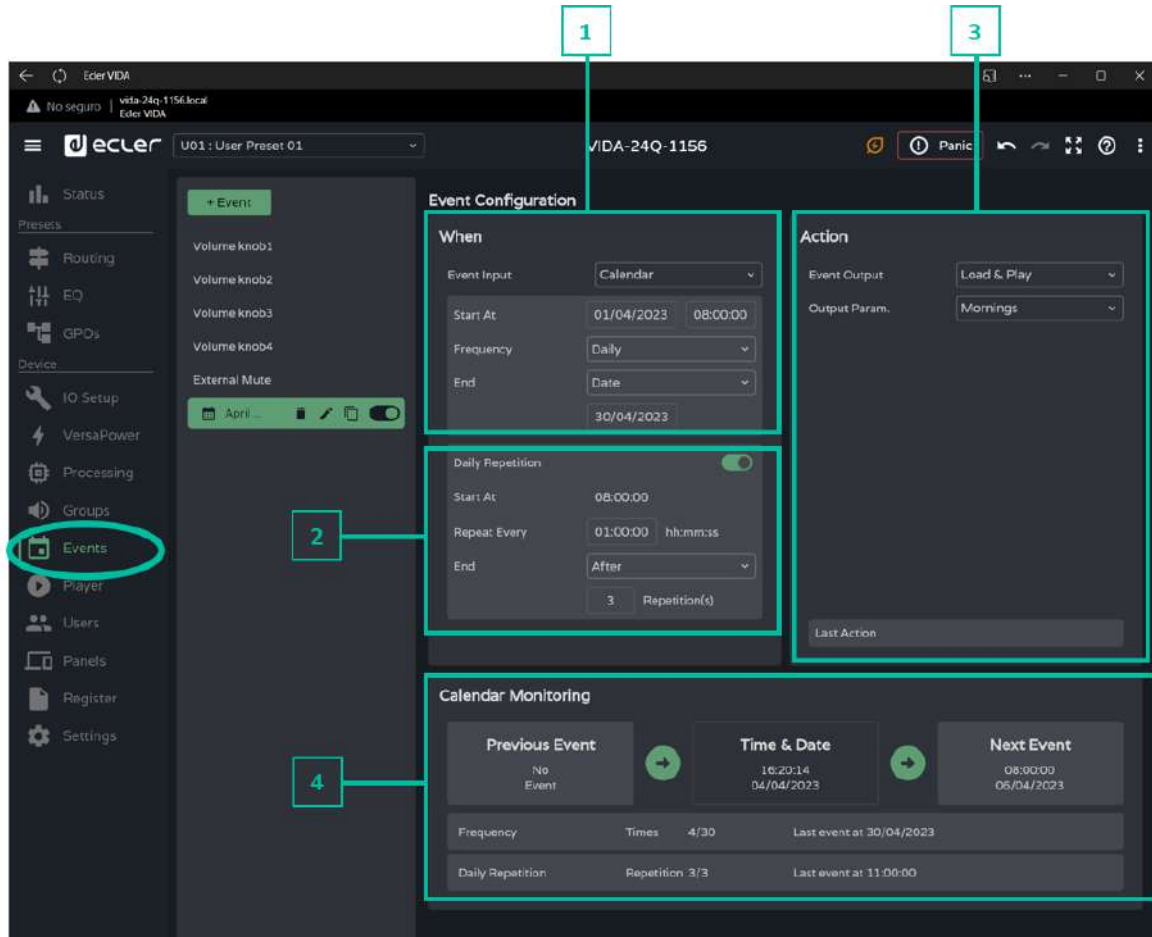 1
3
Ecler VIDA
No seguro | vida-24q-1156.local
Ecler VIDA
ecler
U01 : User Preset 01
VIDA-24Q-1156
Panic
Status
Presets
Routing
EQ
GPOs
Device
IO Setup
VersaPower
Processing
Groups
Events
Player
Users
Panels
Register
Settings
+ Event
Volume knob1
Volume knob2
Volume knob3
Volume knob4
External Mute
April ...
Event Configuration
When
Event Input Calendar
Start At 01/04/2023 08:00:00
Frequency Daily
End Date
30/04/2023
2
Daily Repetition
Start At 08:00:00
Repeat Every 01:00:00 hh:mm:ss
End After
3 Repetition(s)
Action
Event Output Load & Play
Output Param. Mornings
Last Action
4
Calendar Monitoring
Previous Event
No
Event
Time & Date
16:20:14
04/04/2023
Next Event
08:00:00
05/04/2023
Frequency Times 4/30 Last event at 30/04/2023
Daily Repetition Repetition 3/3 Last event at 11:00:00